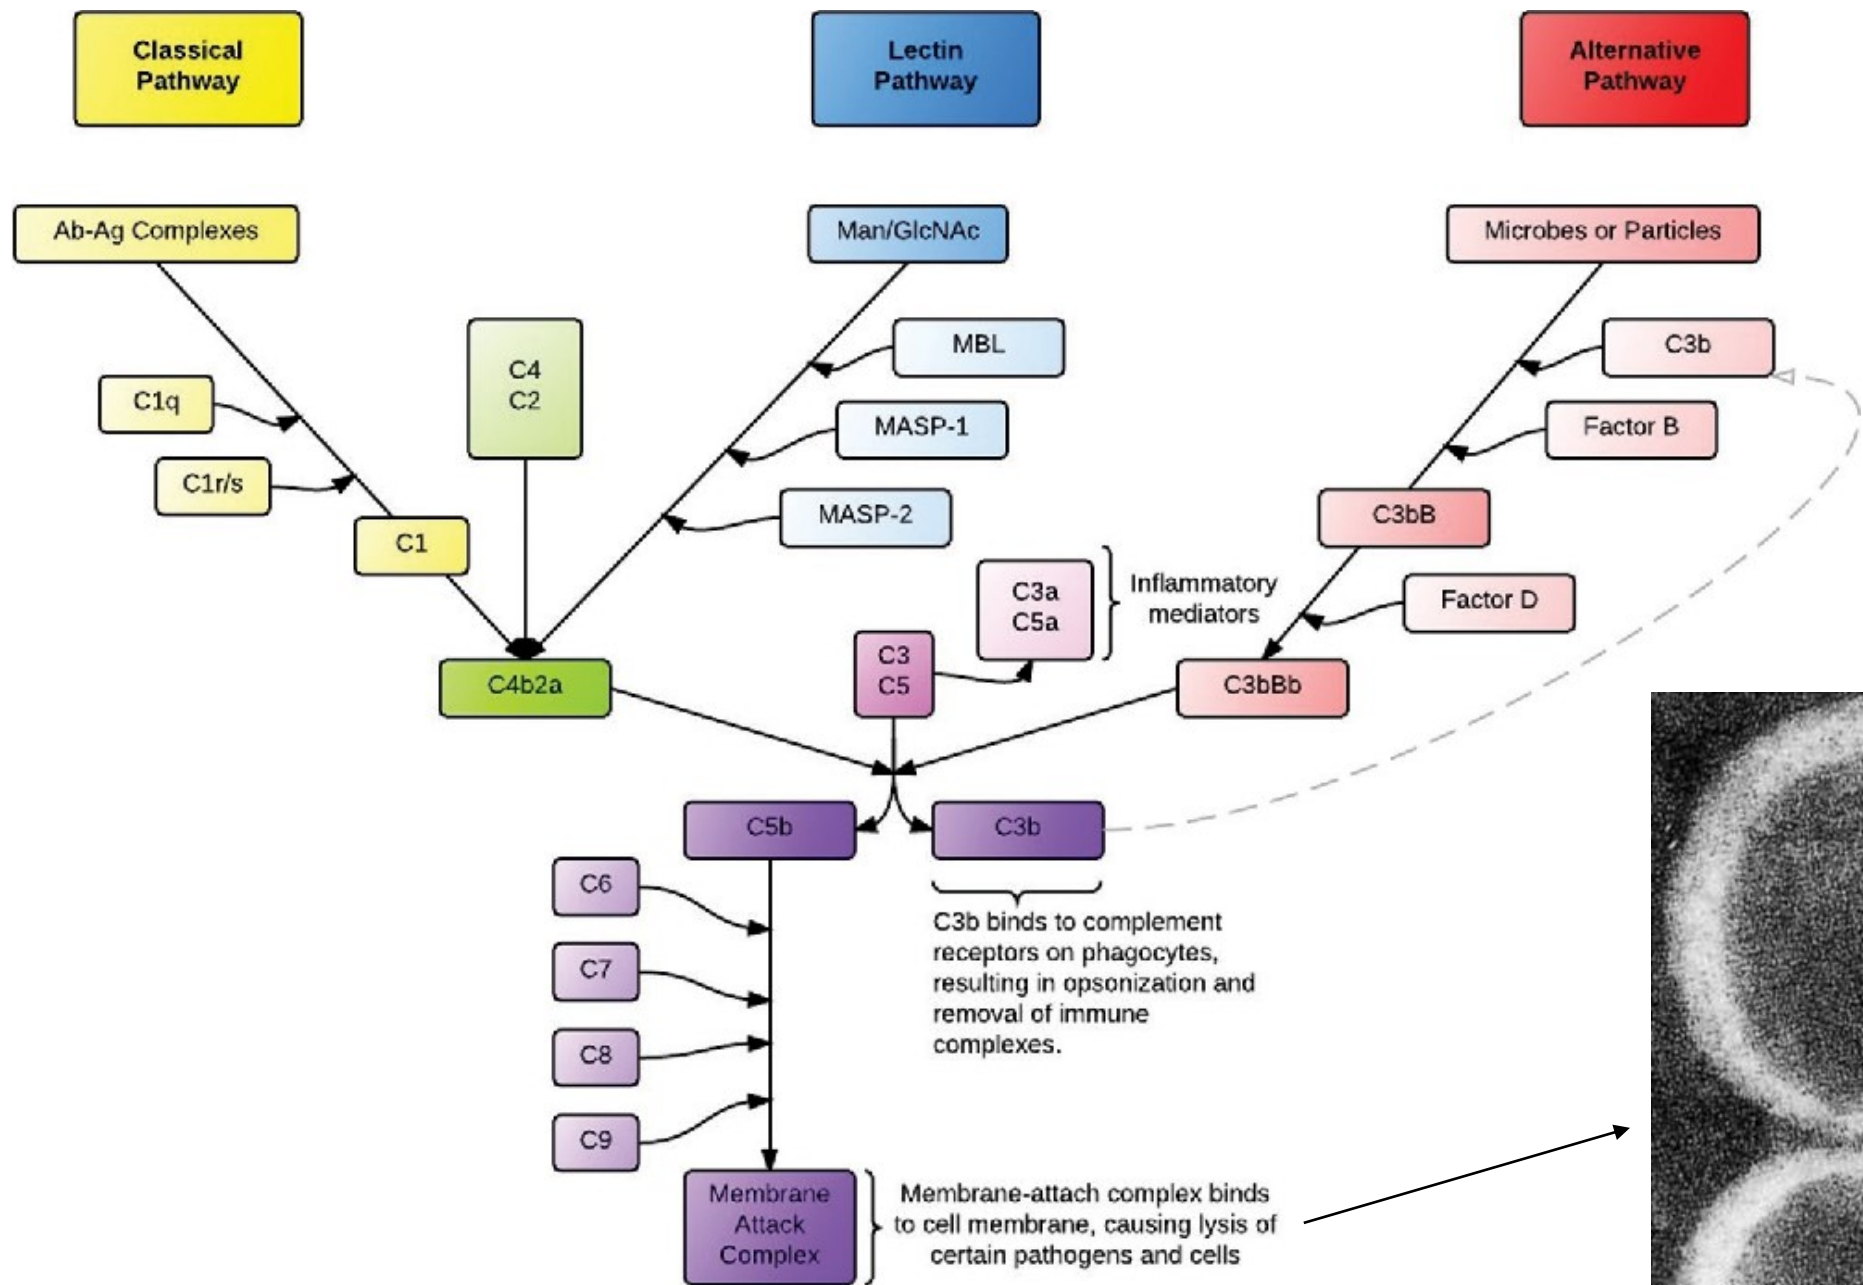 Classical
Pathway
Lectin
Pathway
Alternative
Pathway
Ab-Ag Complexes
Man/GlcNAc
Microbes or Particles
C4
C2
MBL
C3b
C1q
MASP-1
Factor B
C1r/s
MASP-2
C3bB
C1
C3a
C5a
Inflammatory
mediators
Factor D
C3
C5
C4b2a
C3bBb
C5b
C3b
C6
C7
C8
C9
C3b binds to complement
receptors on phagocytes,
resulting in opsonization and
removal of immune
complexes.
Membrane
Attack
Complex
Membrane-attach complex binds
to cell membrane, causing lysis of
certain pathogens and cells